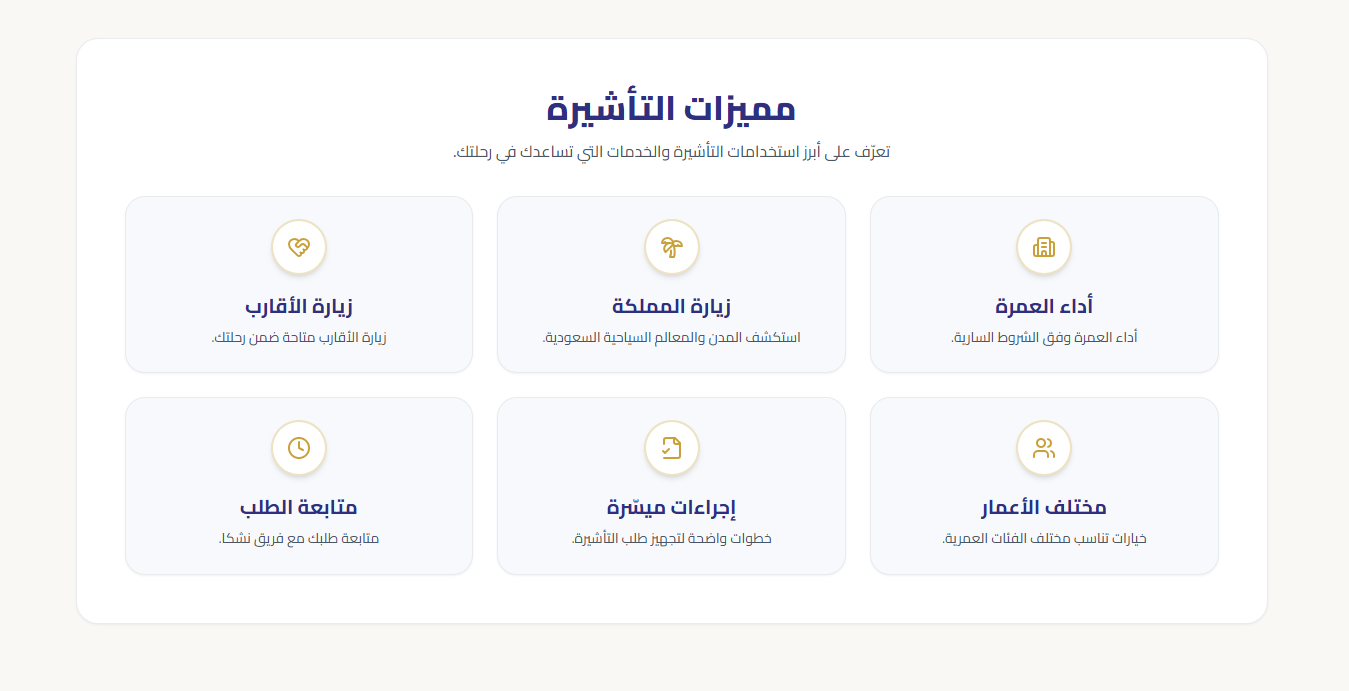 مميزات التأشيرة
تعرّف على أبرز استخدامات التأشيرة والخدمات التي تساعدك في رحلتك.
أداء العمرة
أداء العمرة وفق الشروط السارية.
زيارة المملكة
استكشف المدن والمعالم السياحية السعودية.
زيارة الأقارب
زيارة الأقارب متاحة ضمن رحلتك.
مختلف الأعمار
خيارات تناسب مختلف الفئات العمرية.
إجراءات ميسّرة
خطوات واضحة لتجهيز طلب التأشيرة.
متابعة الطلب
متابعة طلبك مع فريق نشكا.